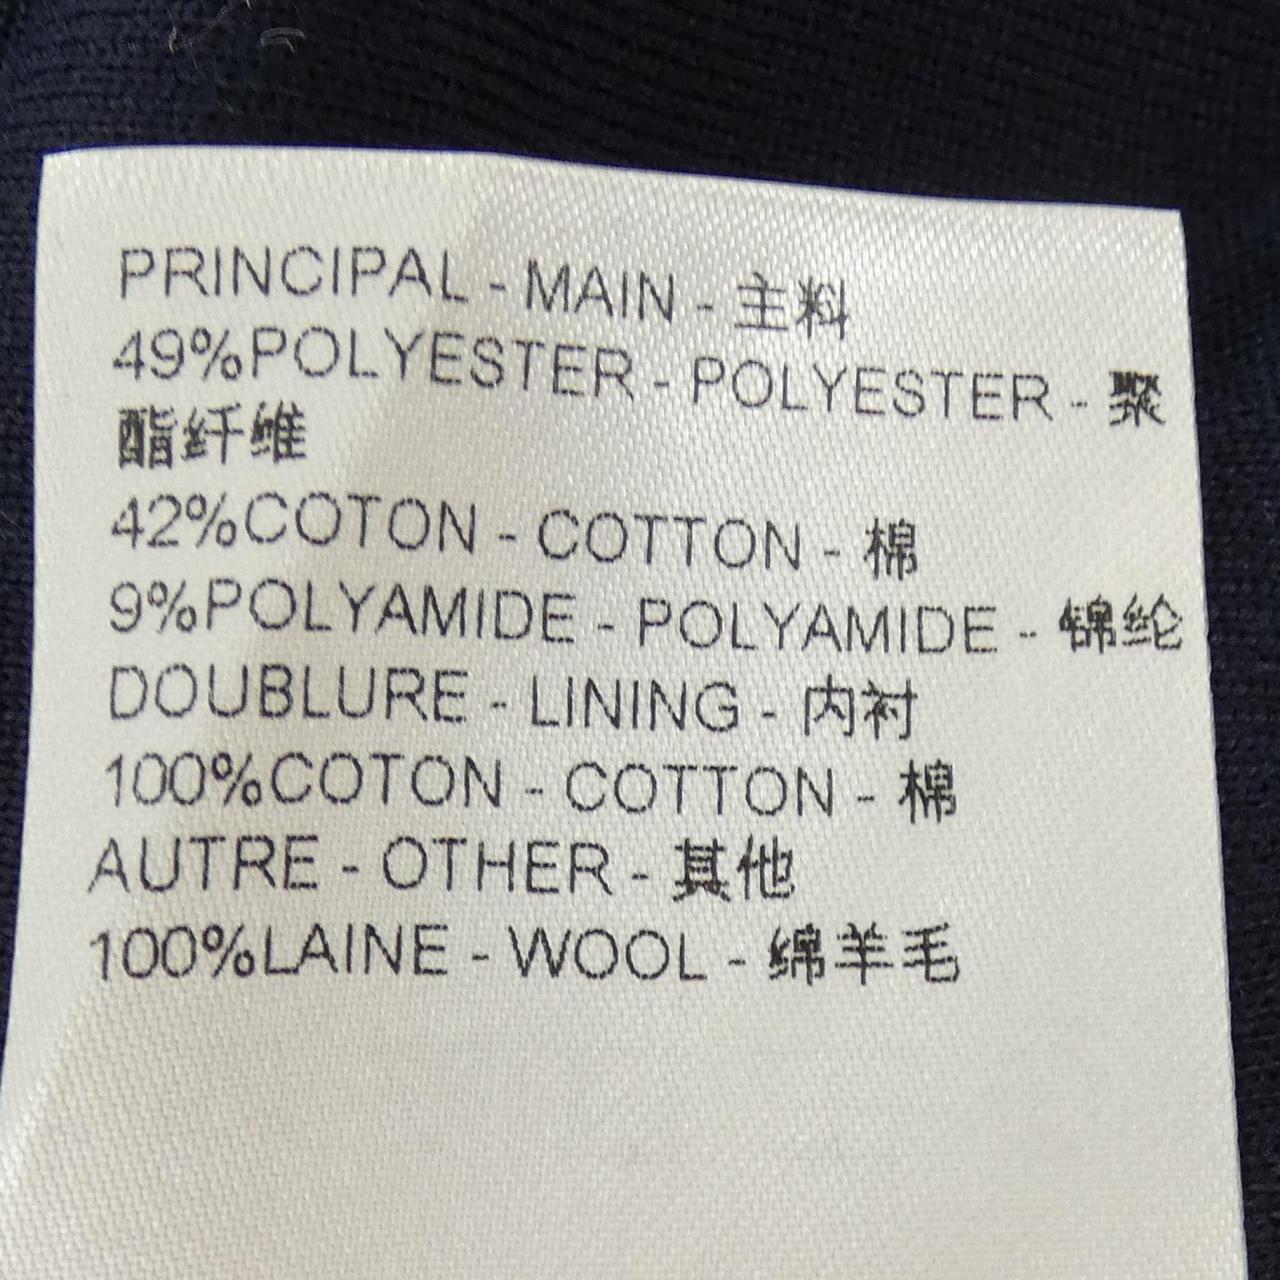 PRINCIPAL - MAIN - 主料
49%POLYESTER - POLYESTER - 聚
酯纤维
42%COTON - COTTON - 棉
9%POLYAMIDE - POLYAMIDE - 锦纶
DOUBLURE - LINING - 内衬
100%COTON - COTTON - 棉
AUTRE - OTHER - 其他
100%LAINE - WOOL - 绵羊毛